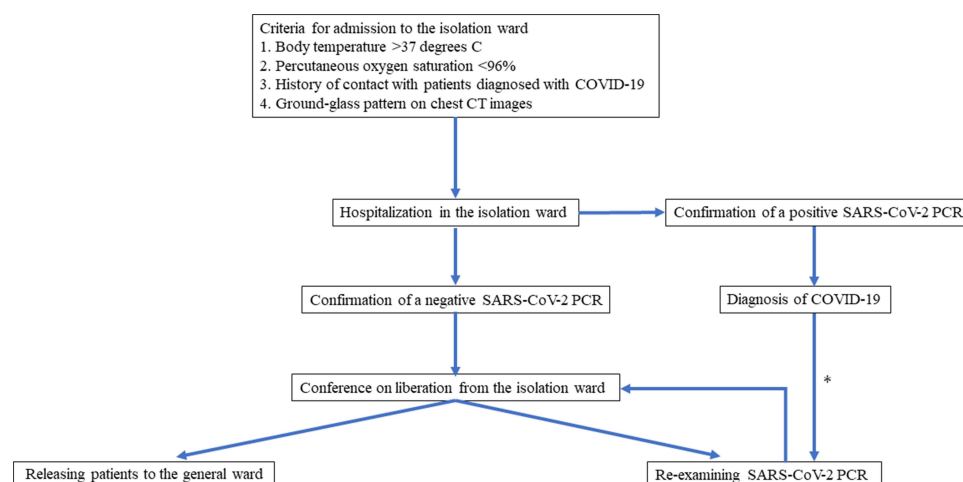 Criteria for admission to the isolation ward
1. Body temperature >37 degrees C
2. Percutaneous oxygen saturation <96%
3. History of contact with patients diagnosed with COVID-19
4. Ground-glass pattern on chest CT images
Hospitalization in the isolation ward
Confirmation of a positive SARS-CoV-2 PCR
Confirmation of a negative SARS-CoV-2 PCR
Diagnosis of COVID-19
*
Conference on liberation from the isolation ward
Releasing patients to the general ward
Re-examining SARS-CoV-2 PCR